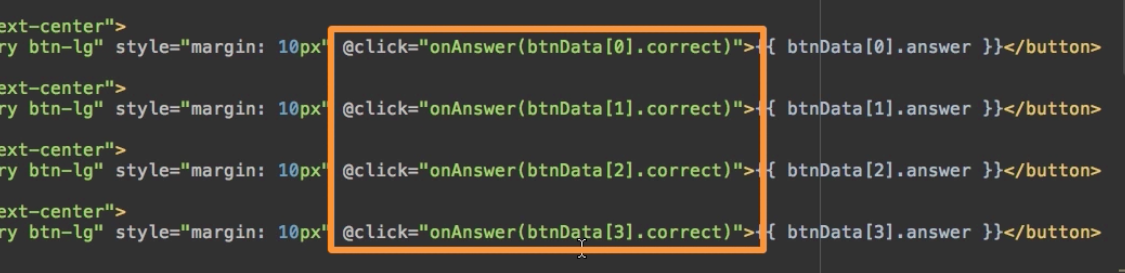 ext-center">
ry btn-lg" style="margin: 10px" @click="onAnswer(btnData[0].correct)">{{ btnData[0].answer }}</button>
ext-center">
ry btn-lg" style="margin: 10px" @click="onAnswer(btnData[1].correct)">{{ btnData[1].answer }}</button>
ext-center">
ry btn-lg" style="margin: 10px" @click="onAnswer(btnData[2].correct)">{{ btnData[2].answer }}</button>
ext-center">
ry btn-lg" style="margin: 10px" @click="onAnswer(btnData[3].correct)">{{ btnData[3].answer }}</button>